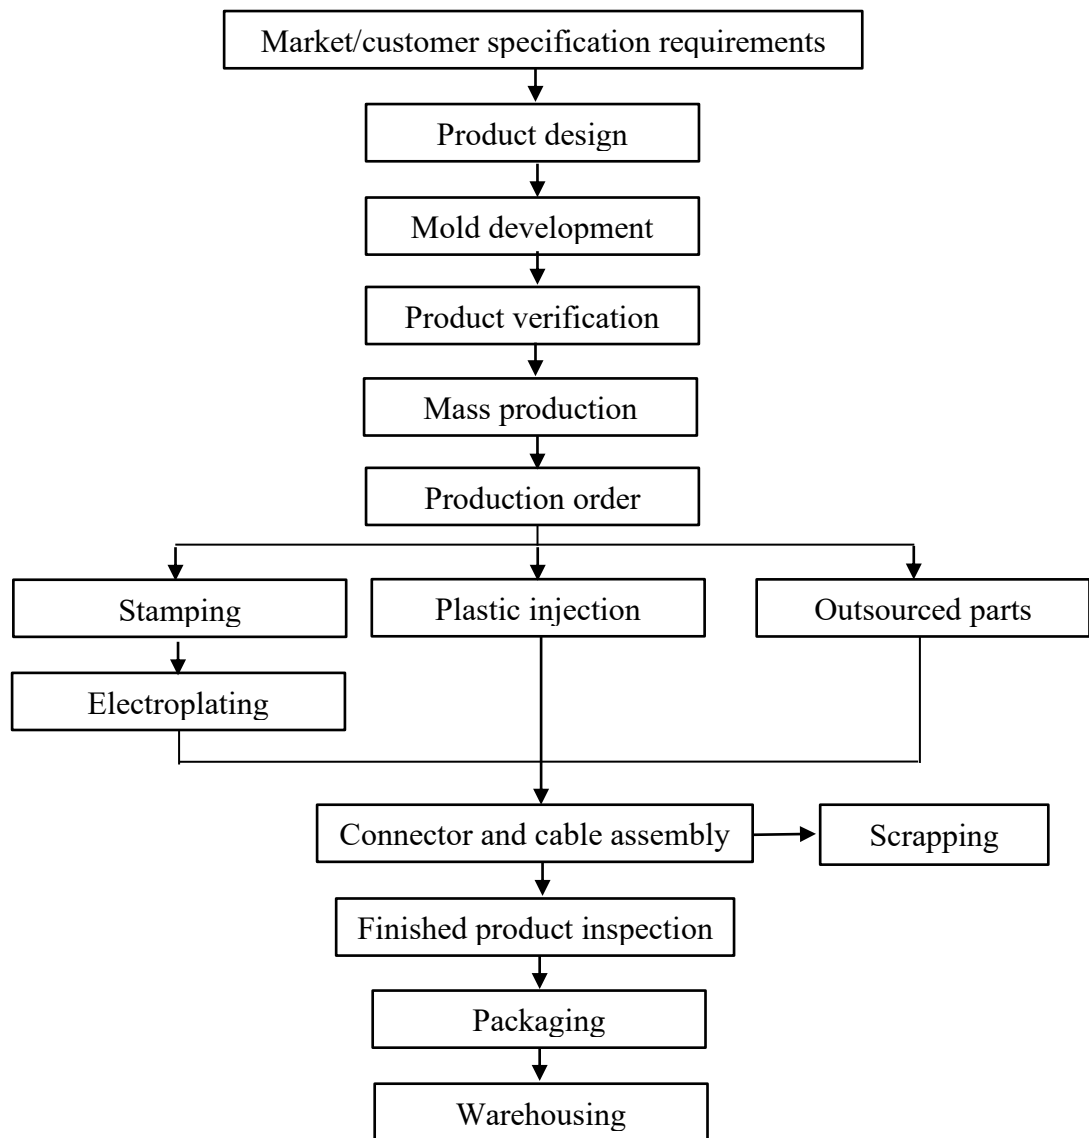 Market/customer specification requirements
Product design
Mold development
Product verification
Mass production
Production order
Stamping
Plastic injection
Outsourced parts
Electroplating
Connector and cable assembly
Scrapping
Finished product inspection
Packaging
Warehousing